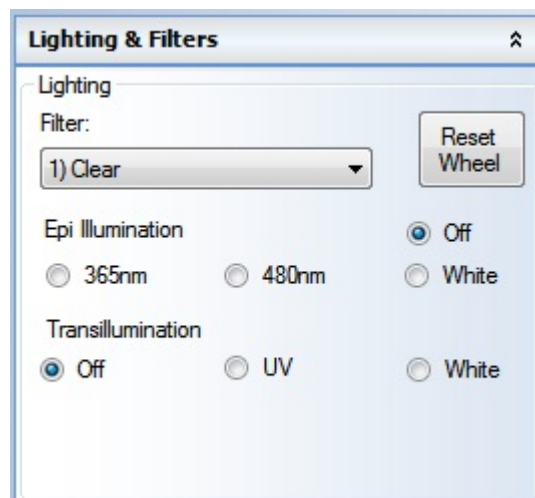 Lighting & Filters
Lighting
Filter:
Reset
Wheel
1) Clear
Epi Illumination
Off
365nm
480nm
White
Transillumination
Off
UV
White